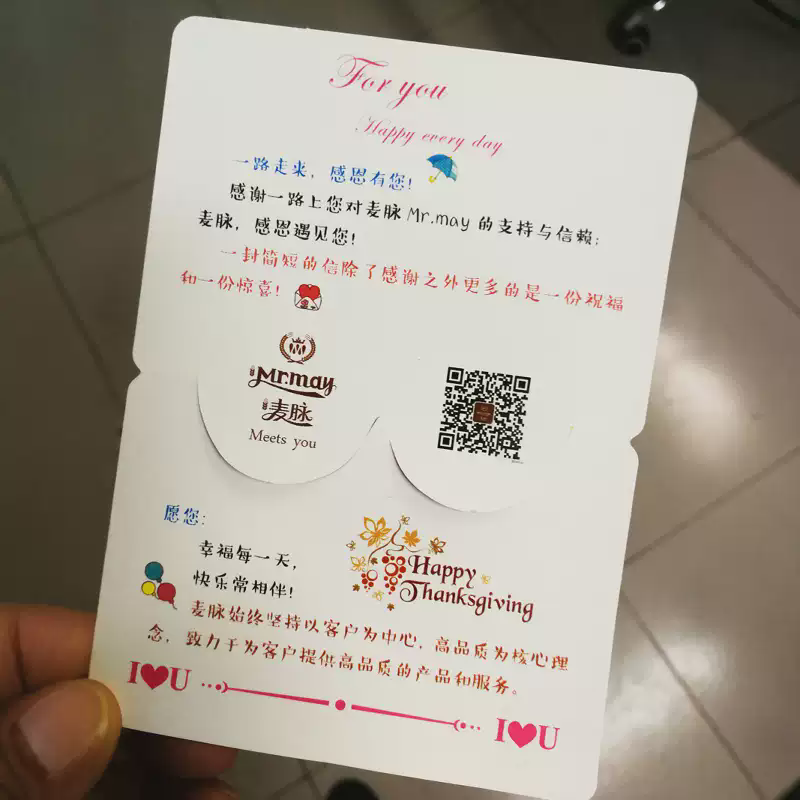 For you
Happy every day
一路走来，感恩有您！
感谢一路上您对麦脉 Mr.may 的支持与信赖；
麦脉，感恩遇见您！
一封简短的信除了感谢之外更多的是一份祝福
和一份惊喜！
M
Mr.may
麦脉
Meets you
愿您：
幸福每一天，
快乐常相伴！
Happy
Thanksgiving
麦脉始终坚持以客户为中心，高品质为核心理
念，致力于为客户提供高品质的产品和服务。
I❤U
I❤U